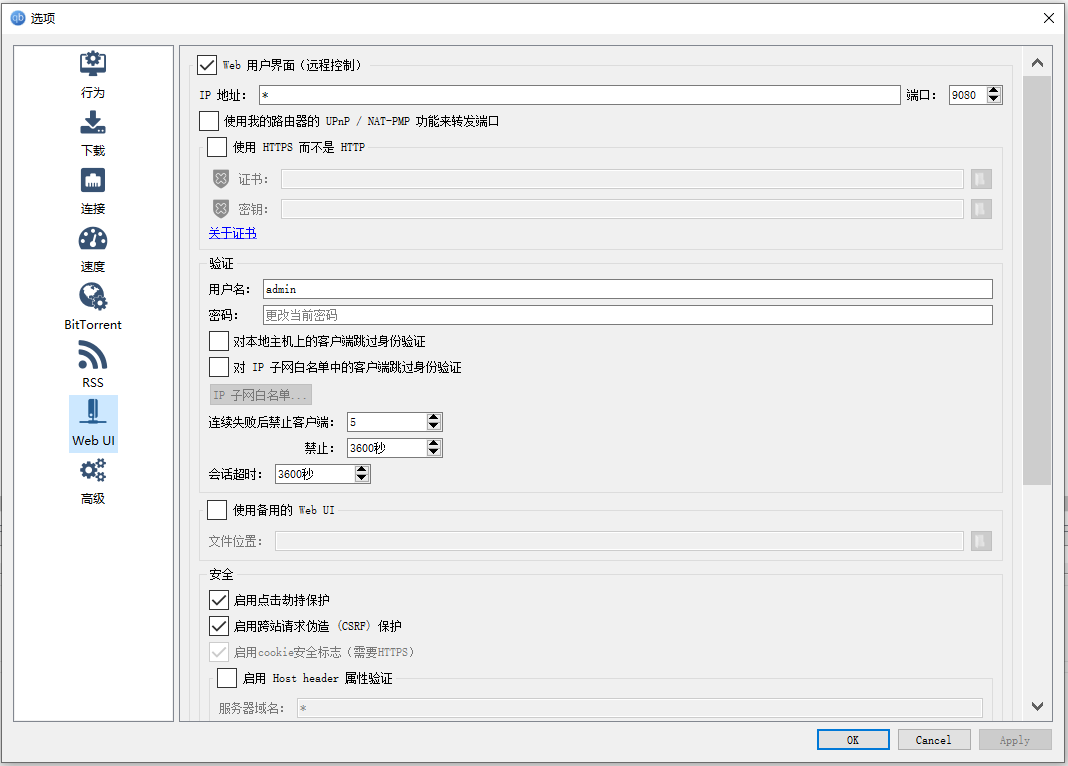 qb 选项
行为
下载
连接
速度
BitTorrent
RSS
Web UI
高级
Web 用户界面（远程控制）
IP 地址： * 端口： 9080
使用我的路由器的 UPnP / NAT-PMP 功能来转发端口
使用 HTTPS 而不是 HTTP
证书：
密钥：
关于证书
验证
用户名： admin
密码： 更改当前密码
对本地主机上的客户端跳过身份验证
对 IP 子网白名单中的客户端跳过身份验证
IP 子网白名单...
连续失败后禁止客户端： 5
禁止： 3600秒
会话超时： 3600秒
使用备用的 Web UI
文件位置：
安全
启用点击劫持保护
启用跨站请求伪造 (CSRF) 保护
启用cookie安全标志（需要HTTPS）
启用 Host header 属性验证
服务器域名： *
OK Cancel Apply